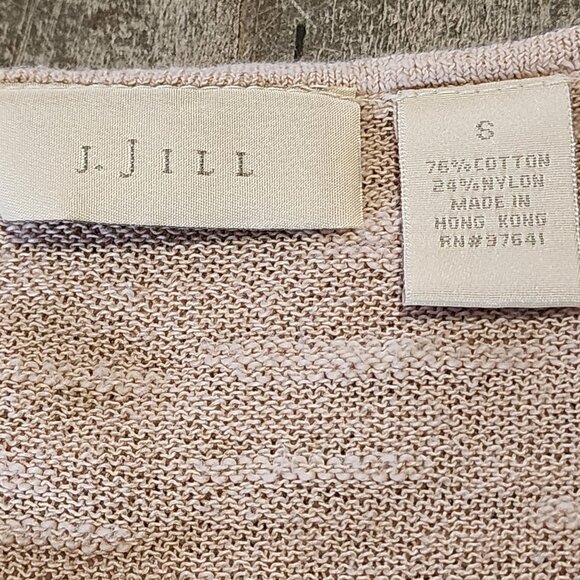 J. JILL
S
76%COTTON
24%NYLON
MADE IN
HONG KONG
RN#97641